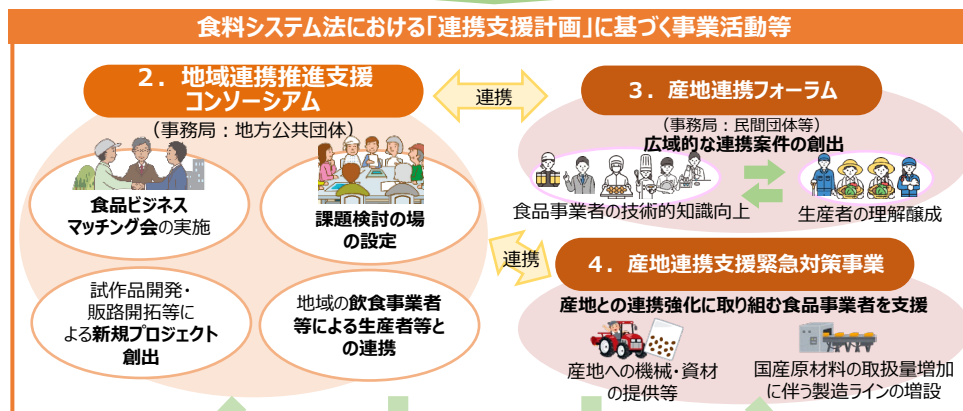 食料システム法における「連携支援計画」に基づく事業活動等
2．地域連携推進支援
コンソーシアム
（事務局：地方公共団体）
食品ビジネス
マッチング会の実施
課題検討の場
の設定
試作品開発・
販路開拓等に
よる新規プロジェクト
創出
地域の飲食事業者
等による生産者等と
の連携
連携
連携
3．産地連携フォーラム
（事務局：民間団体等）
広域的な連携案件の創出
食品事業者の技術的知識向上
生産者の理解醸成
4．産地連携支援緊急対策事業
産地との連携強化に取り組む食品事業者を支援
産地への機械・資材
の提供等
国産原材料の取扱量増加
に伴う製造ラインの増設